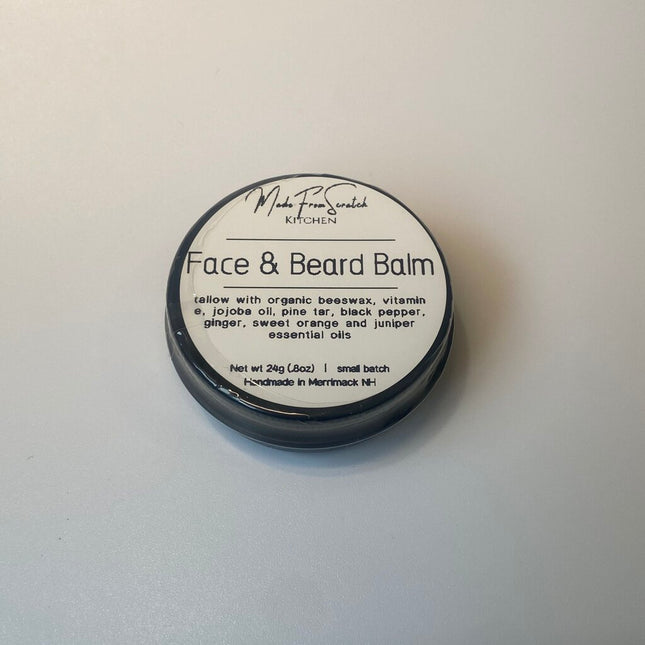 Made From Scratch
KITCHEN
Face & Beard Balm
tallow with organic beeswax, vitamin
e, jojoba oil, pine tar, black pepper,
ginger, sweet orange and juniper
essential oils
Net wt 24g (.8oz) | small batch
Handmade in Merrimack NH